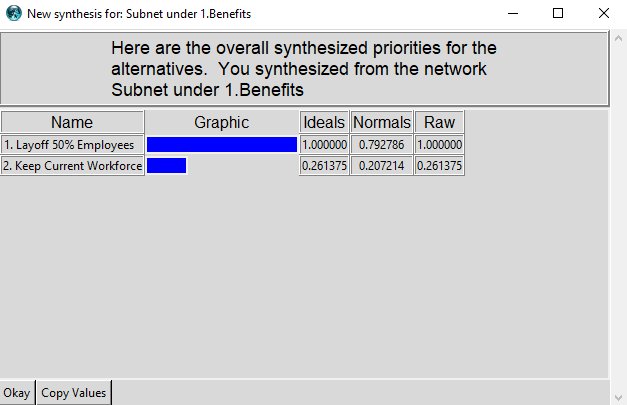 New synthesis for: Subnet under 1.Benefits
Here are the overall synthesized priorities for the
alternatives.  You synthesized from the network
Subnet under 1.Benefits
Name Graphic Ideals Normals Raw
1. Layoff 50% Employees 1.000000 0.792786 1.000000
2. Keep Current Workforce 0.261375 0.207214 0.261375
Okay Copy Values